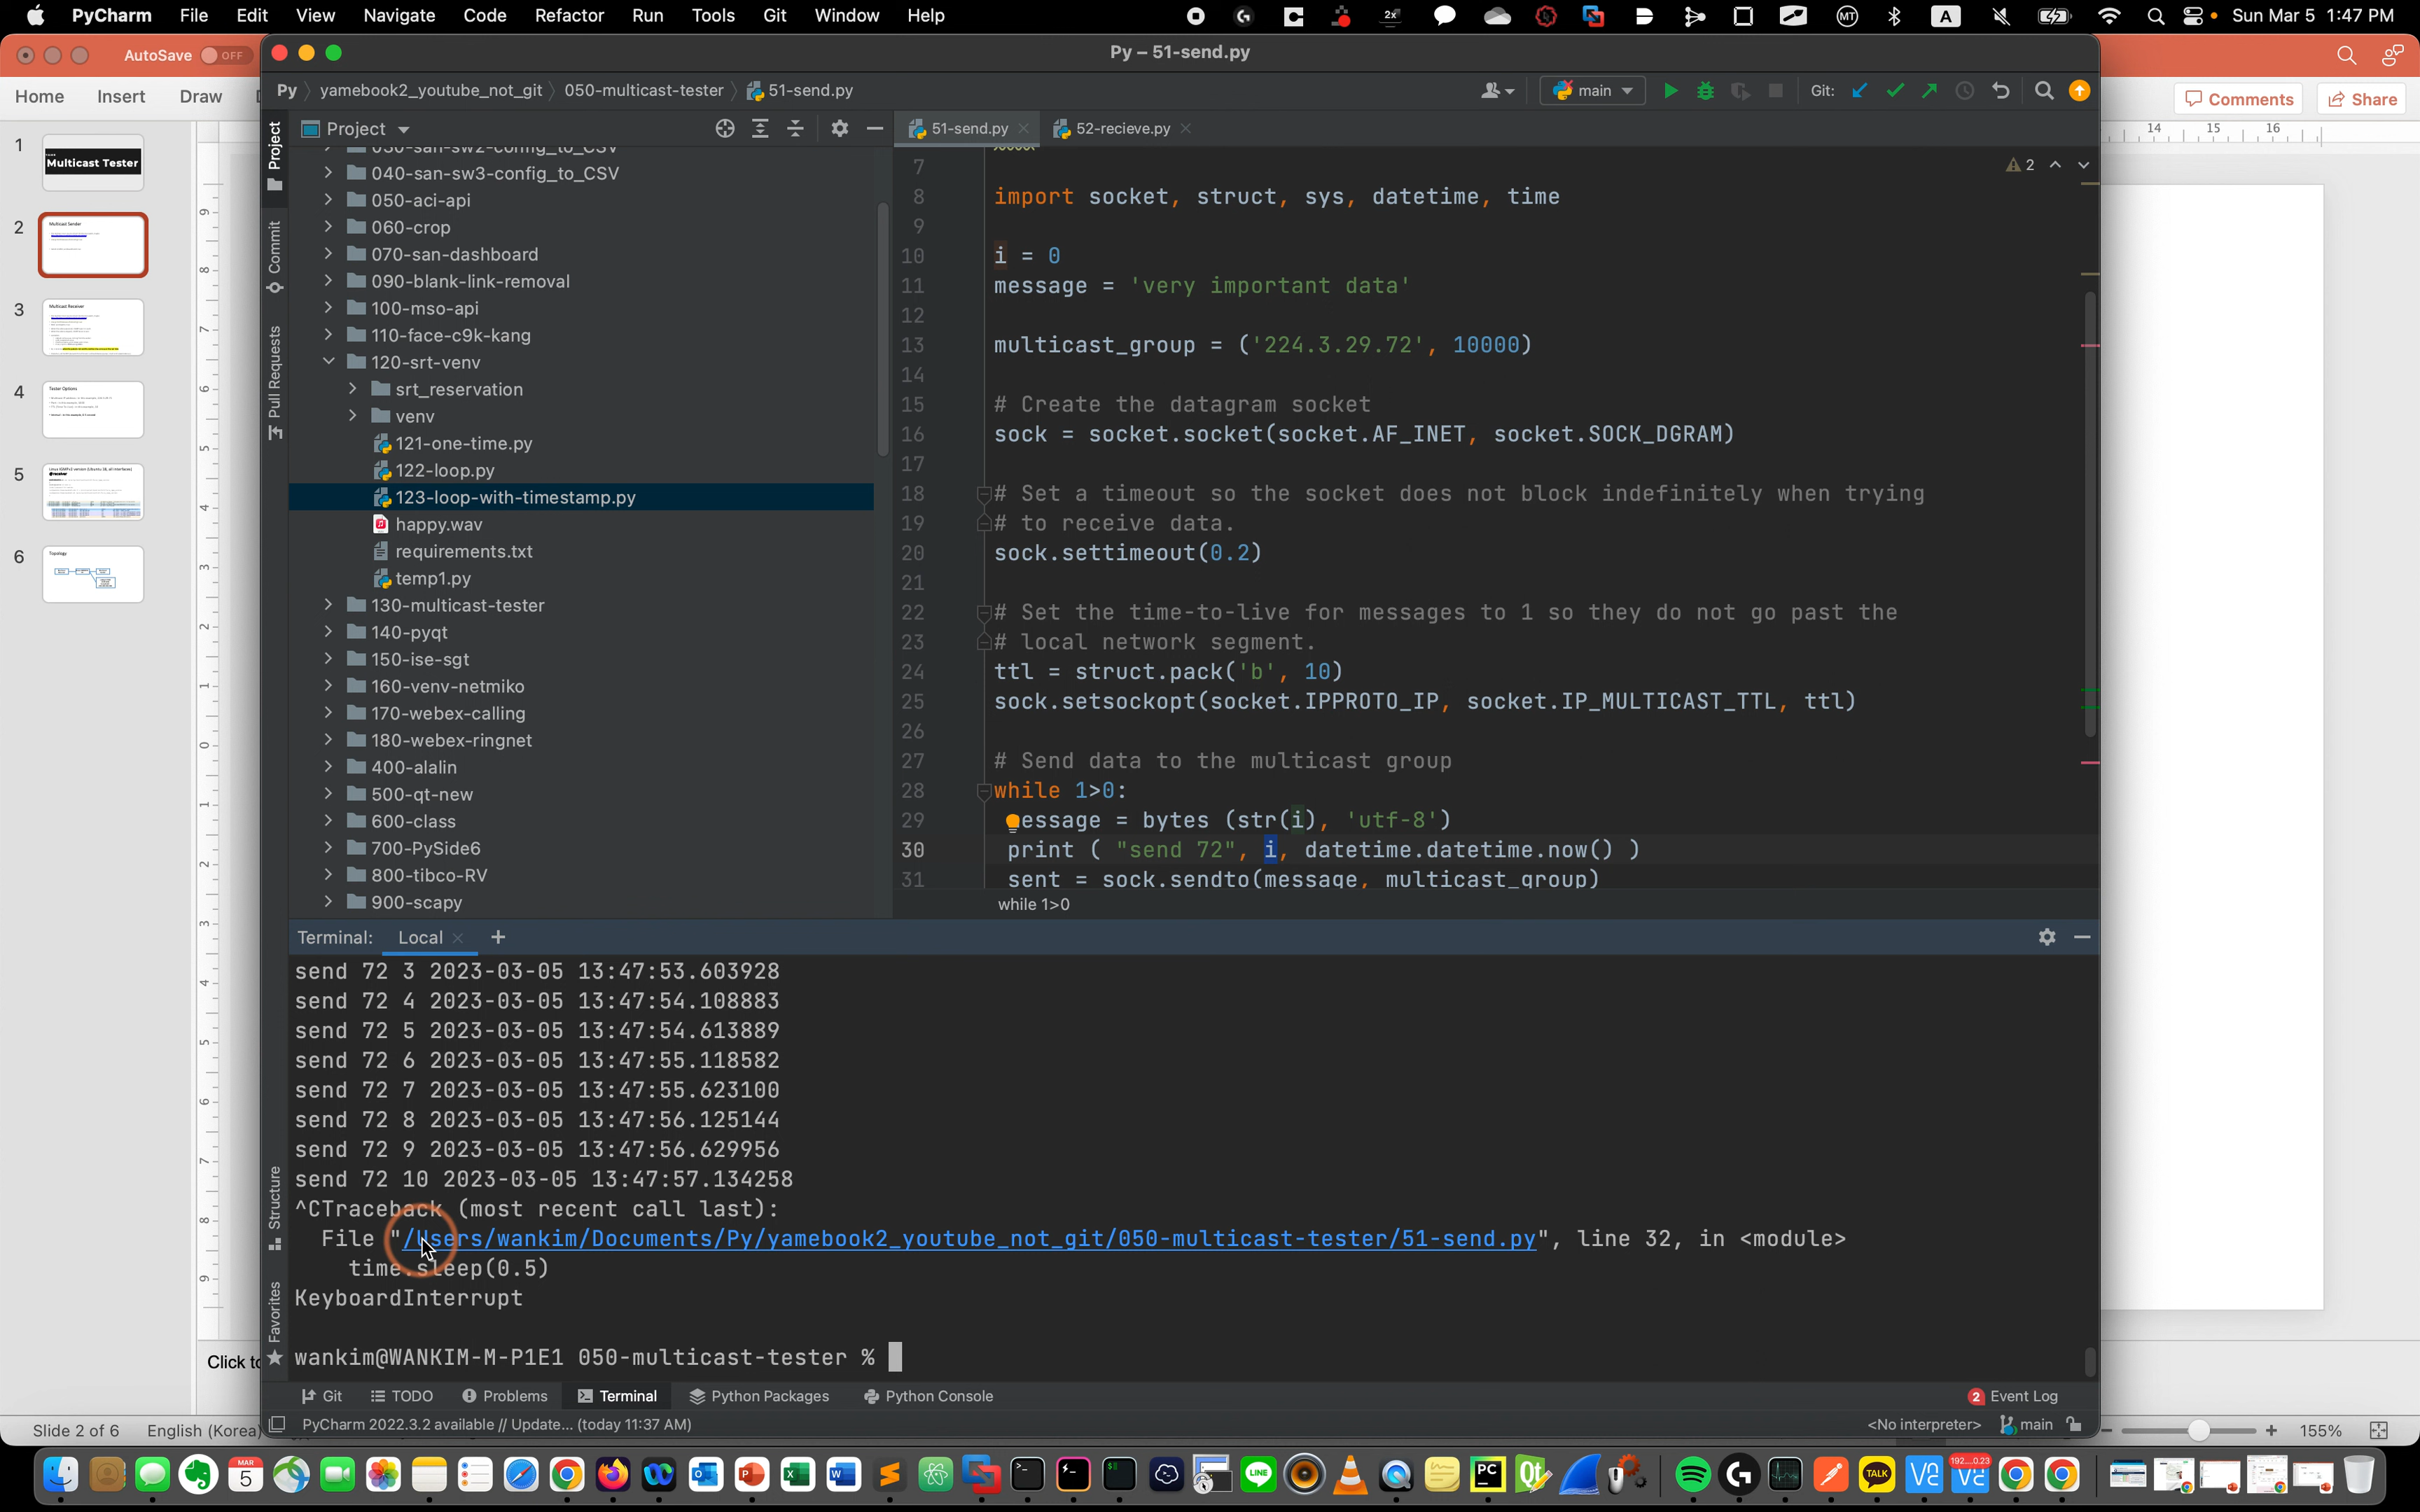 PyCharm File Edit View Navigate Code Refactor Run Tools Git Window Help
2x MT A Sun Mar 5 1:47 PM
AutoSave OFF
Py – 51-send.py
Home Insert Draw
Comments Share
Py yamebook2_youtube_not_git 050-multicast-tester 51-send.py
main Git:
14 15 16
Project
51-send.py 52-recieve.py
Project
Commit
Pull Requests
Structure
Favorites
1 Multicast Tester
2 Multicast Sender
3 Multicast Receiver
4 Tester Options
5
6 Topology
040-san-sw3-config_to_CSV
050-aci-api
060-crop
070-san-dashboard
090-blank-link-removal
100-mso-api
110-face-c9k-kang
120-srt-venv
srt_reservation
venv
121-one-time.py
122-loop.py
123-loop-with-timestamp.py
happy.wav
requirements.txt
temp1.py
130-multicast-tester
140-pyqt
150-ise-sgt
160-venv-netmiko
170-webex-calling
180-webex-ringnet
400-alalin
500-qt-new
600-class
700-PySide6
800-tibco-RV
900-scapy
2
7
8 import socket, struct, sys, datetime, time
9
10 i = 0
11 message = 'very important data'
12
13 multicast_group = ('224.3.29.72', 10000)
14
15 # Create the datagram socket
16 sock = socket.socket(socket.AF_INET, socket.SOCK_DGRAM)
17
18 # Set a timeout so the socket does not block indefinitely when trying
19 # to receive data.
20 sock.settimeout(0.2)
21
22 # Set the time-to-live for messages to 1 so they do not go past the
23 # local network segment.
24 ttl = struct.pack('b', 10)
25 sock.setsockopt(socket.IPPROTO_IP, socket.IP_MULTICAST_TTL, ttl)
26
27 # Send data to the multicast group
28 while 1>0:
29 essage = bytes (str(i), 'utf-8')
30 print ( "send 72", i, datetime.datetime.now() )
31 sent = sock.sendto(message, multicast_group)
while 1>0
Terminal: Local
send 72 3 2023-03-05 13:47:53.603928
send 72 4 2023-03-05 13:47:54.108883
send 72 5 2023-03-05 13:47:54.613889
send 72 6 2023-03-05 13:47:55.118582
send 72 7 2023-03-05 13:47:55.623100
send 72 8 2023-03-05 13:47:56.125144
send 72 9 2023-03-05 13:47:56.629956
send 72 10 2023-03-05 13:47:57.134258
^CTraceback (most recent call last):
File "/Users/wankim/Documents/Py/yamebook2_youtube_not_git/050-multicast-tester/51-send.py", line 32, in <module>
time.sleep(0.5)
KeyboardInterrupt
wankim@WANKIM-M-P1E1 050-multicast-tester %
Click to
Git TODO Problems Terminal Python Packages Python Console
2 Event Log
PyCharm 2022.3.2 available // Update... (today 11:37 AM)
<No interpreter> main
Slide 2 of 6 English (Korea)
155%
MAR 5
LINE
PC
Qt
TALK
192....0.23